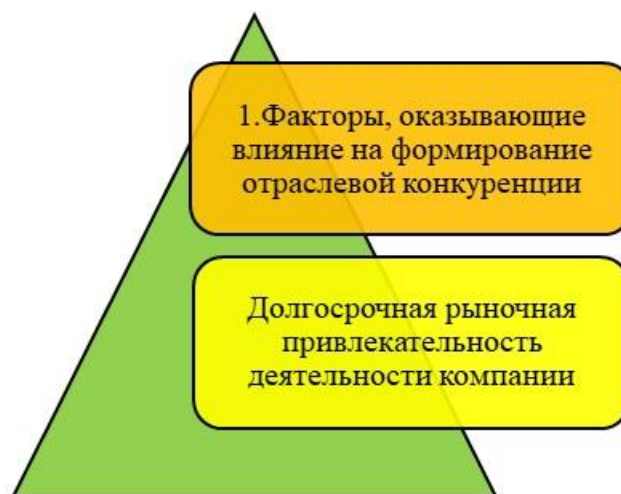 1.Факторы, оказывающие
влияние на формирование
отраслевой конкуренции
Долгосрочная рыночная
привлекательность
деятельности компании